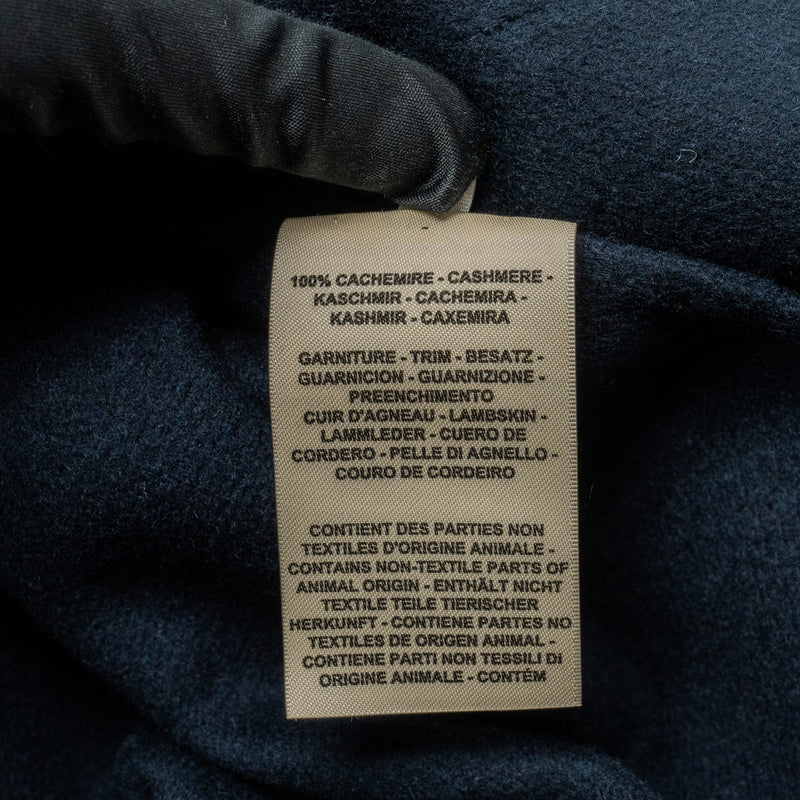 100% CACHEMIRE - CASHMERE -
KASCHMIR - CACHEMIRA -
KASHMIR - CAXEMIRA
GARNITURE - TRIM - BESATZ -
GUARNICION - GUARNIZIONE -
PREENCHIMENTO
CUIR D'AGNEAU - LAMBSKIN -
LAMMLEDER - CUERO DE
CORDERO - PELLE DI AGNELLO -
COURO DE CORDEIRO
CONTIENT DES PARTIES NON
TEXTILES D'ORIGINE ANIMALE -
CONTAINS NON-TEXTILE PARTS OF
ANIMAL ORIGIN - ENTHÄLT NICHT
TEXTILE TEILE TIERISCHER
HERKUNFT - CONTIENE PARTES NO
TEXTILES DE ORIGEN ANIMAL -
CONTIENE PARTI NON TESSILI DI
ORIGINE ANIMALE - CONTÉM